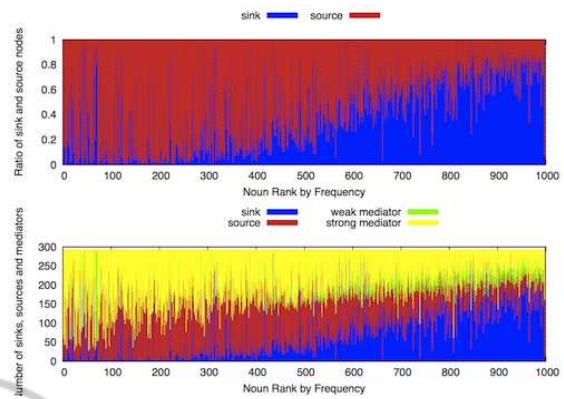 sink source
Ratio of sink and source nodes
1
0.8
0.6
0.4
0.2
0
0 100 200 300 400 500 600 700 800 900 1000
Noun Rank by Frequency
sink weak mediator
source strong mediator
Number of sinks, sources and mediators
300
250
200
150
100
50
0
0 100 200 300 400 500 600 700 800 900 1000
Noun Rank by Frequency